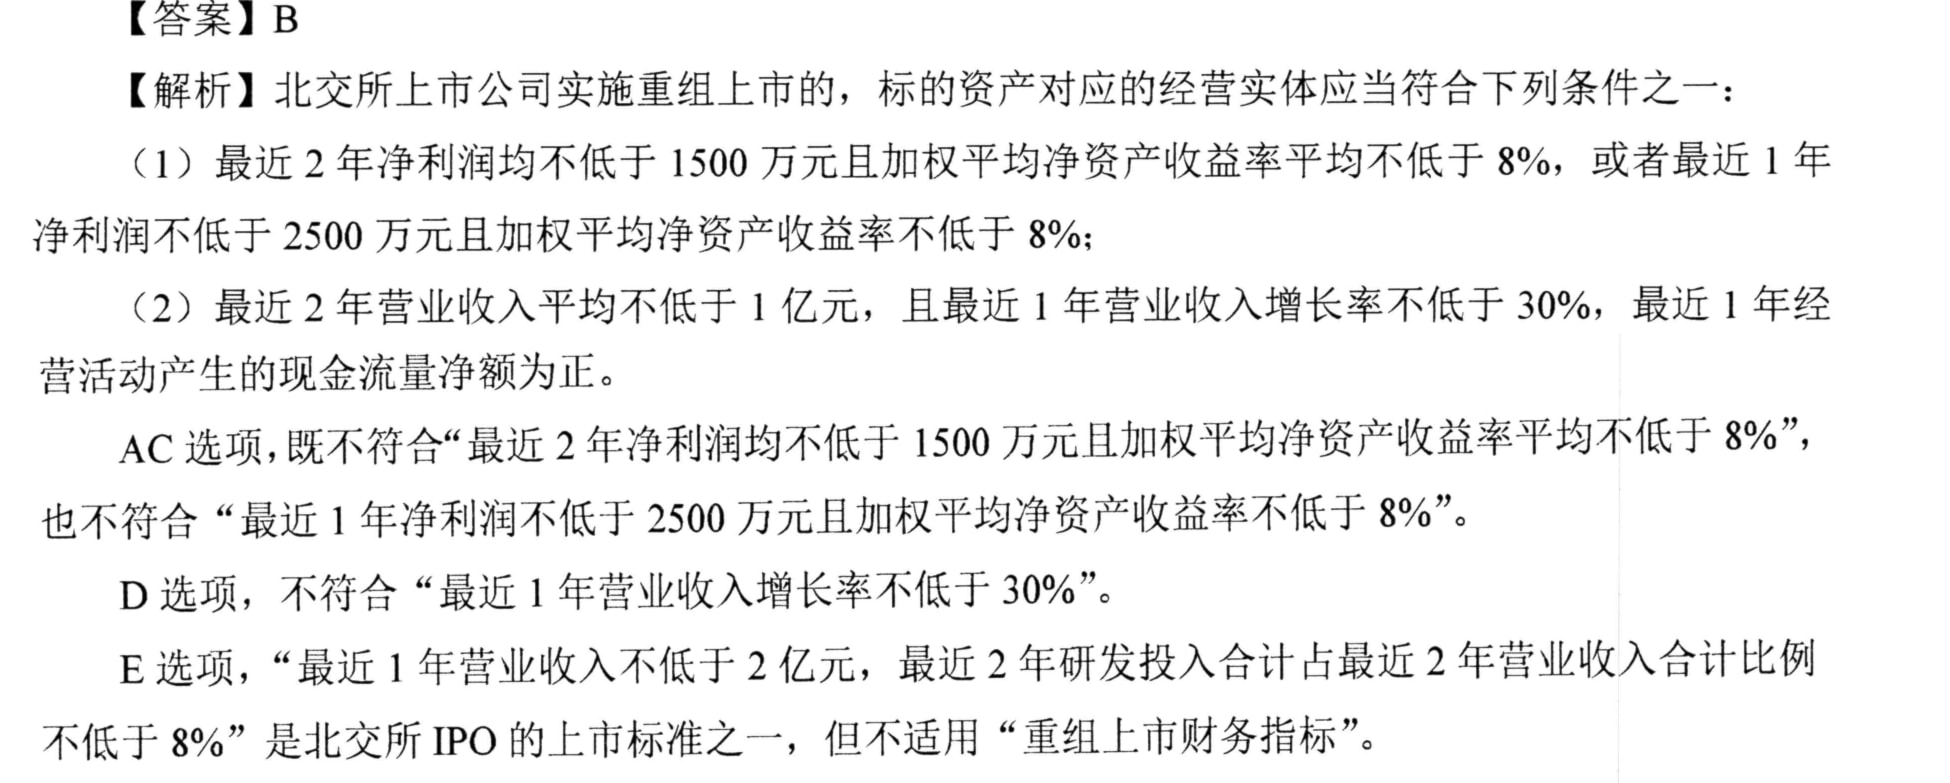 【答案】B
【解析】北交所上市公司实施重组上市的，标的资产对应的经营实体应当符合下列条件之一：
（1）最近 2 年净利润均不低于 1500 万元且加权平均净资产收益率平均不低于 8%，或者最近 1 年
净利润不低于 2500 万元且加权平均净资产收益率不低于 8%；
（2）最近 2 年营业收入平均不低于 1 亿元，且最近 1 年营业收入增长率不低于 30%，最近 1 年经
营活动产生的现金流量净额为正。
AC 选项，既不符合“最近 2 年净利润均不低于 1500 万元且加权平均净资产收益率平均不低于 8%”，
也不符合“最近 1 年净利润不低于 2500 万元且加权平均净资产收益率不低于 8%”。
D 选项，不符合“最近 1 年营业收入增长率不低于 30%”。
E 选项，“最近 1 年营业收入不低于 2 亿元，最近 2 年研发投入合计占最近 2 年营业收入合计比例
不低于 8%”是北交所 IPO 的上市标准之一，但不适用“重组上市财务指标”。